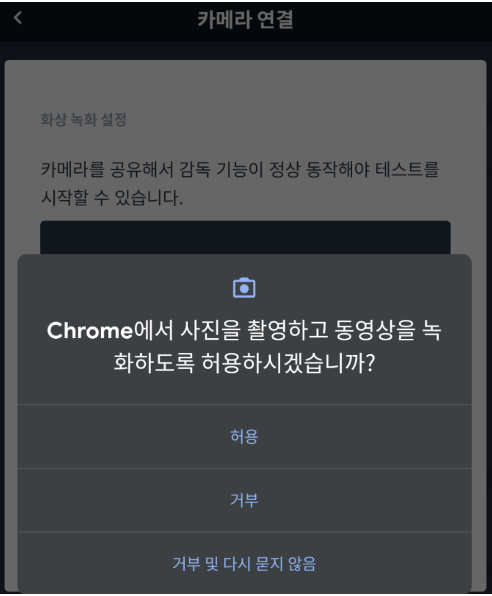 카메라 연결
화상 녹화 설정
카메라를 공유해서 감독 기능이 정상 동작해야 테스트를
시작할 수 있습니다.
Chrome에서 사진을 촬영하고 동영상을 녹
화하도록 허용하시겠습니까?
허용
거부
거부 및 다시 묻지 않음